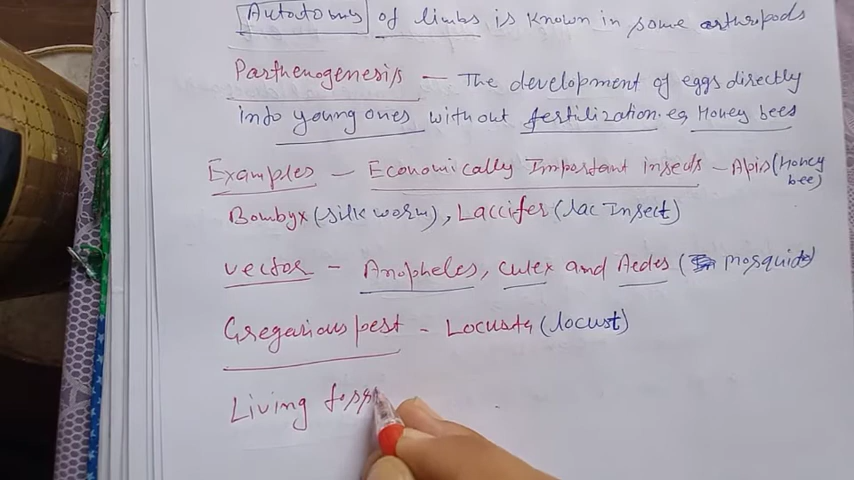 Autotomy of limbs is known in some arthropods
Parthenogenesis - The development of eggs directly
into young ones without fertilization. eg Honey bees
Examples - Economically Important insects - Apis (Honey bee)
Bombyx (silk worm), Laccifer (lac Insect)
vector - Anopheles, Culex and Aedes (mosquito)
Gregarious pest - Locusta (locust)
Living foss